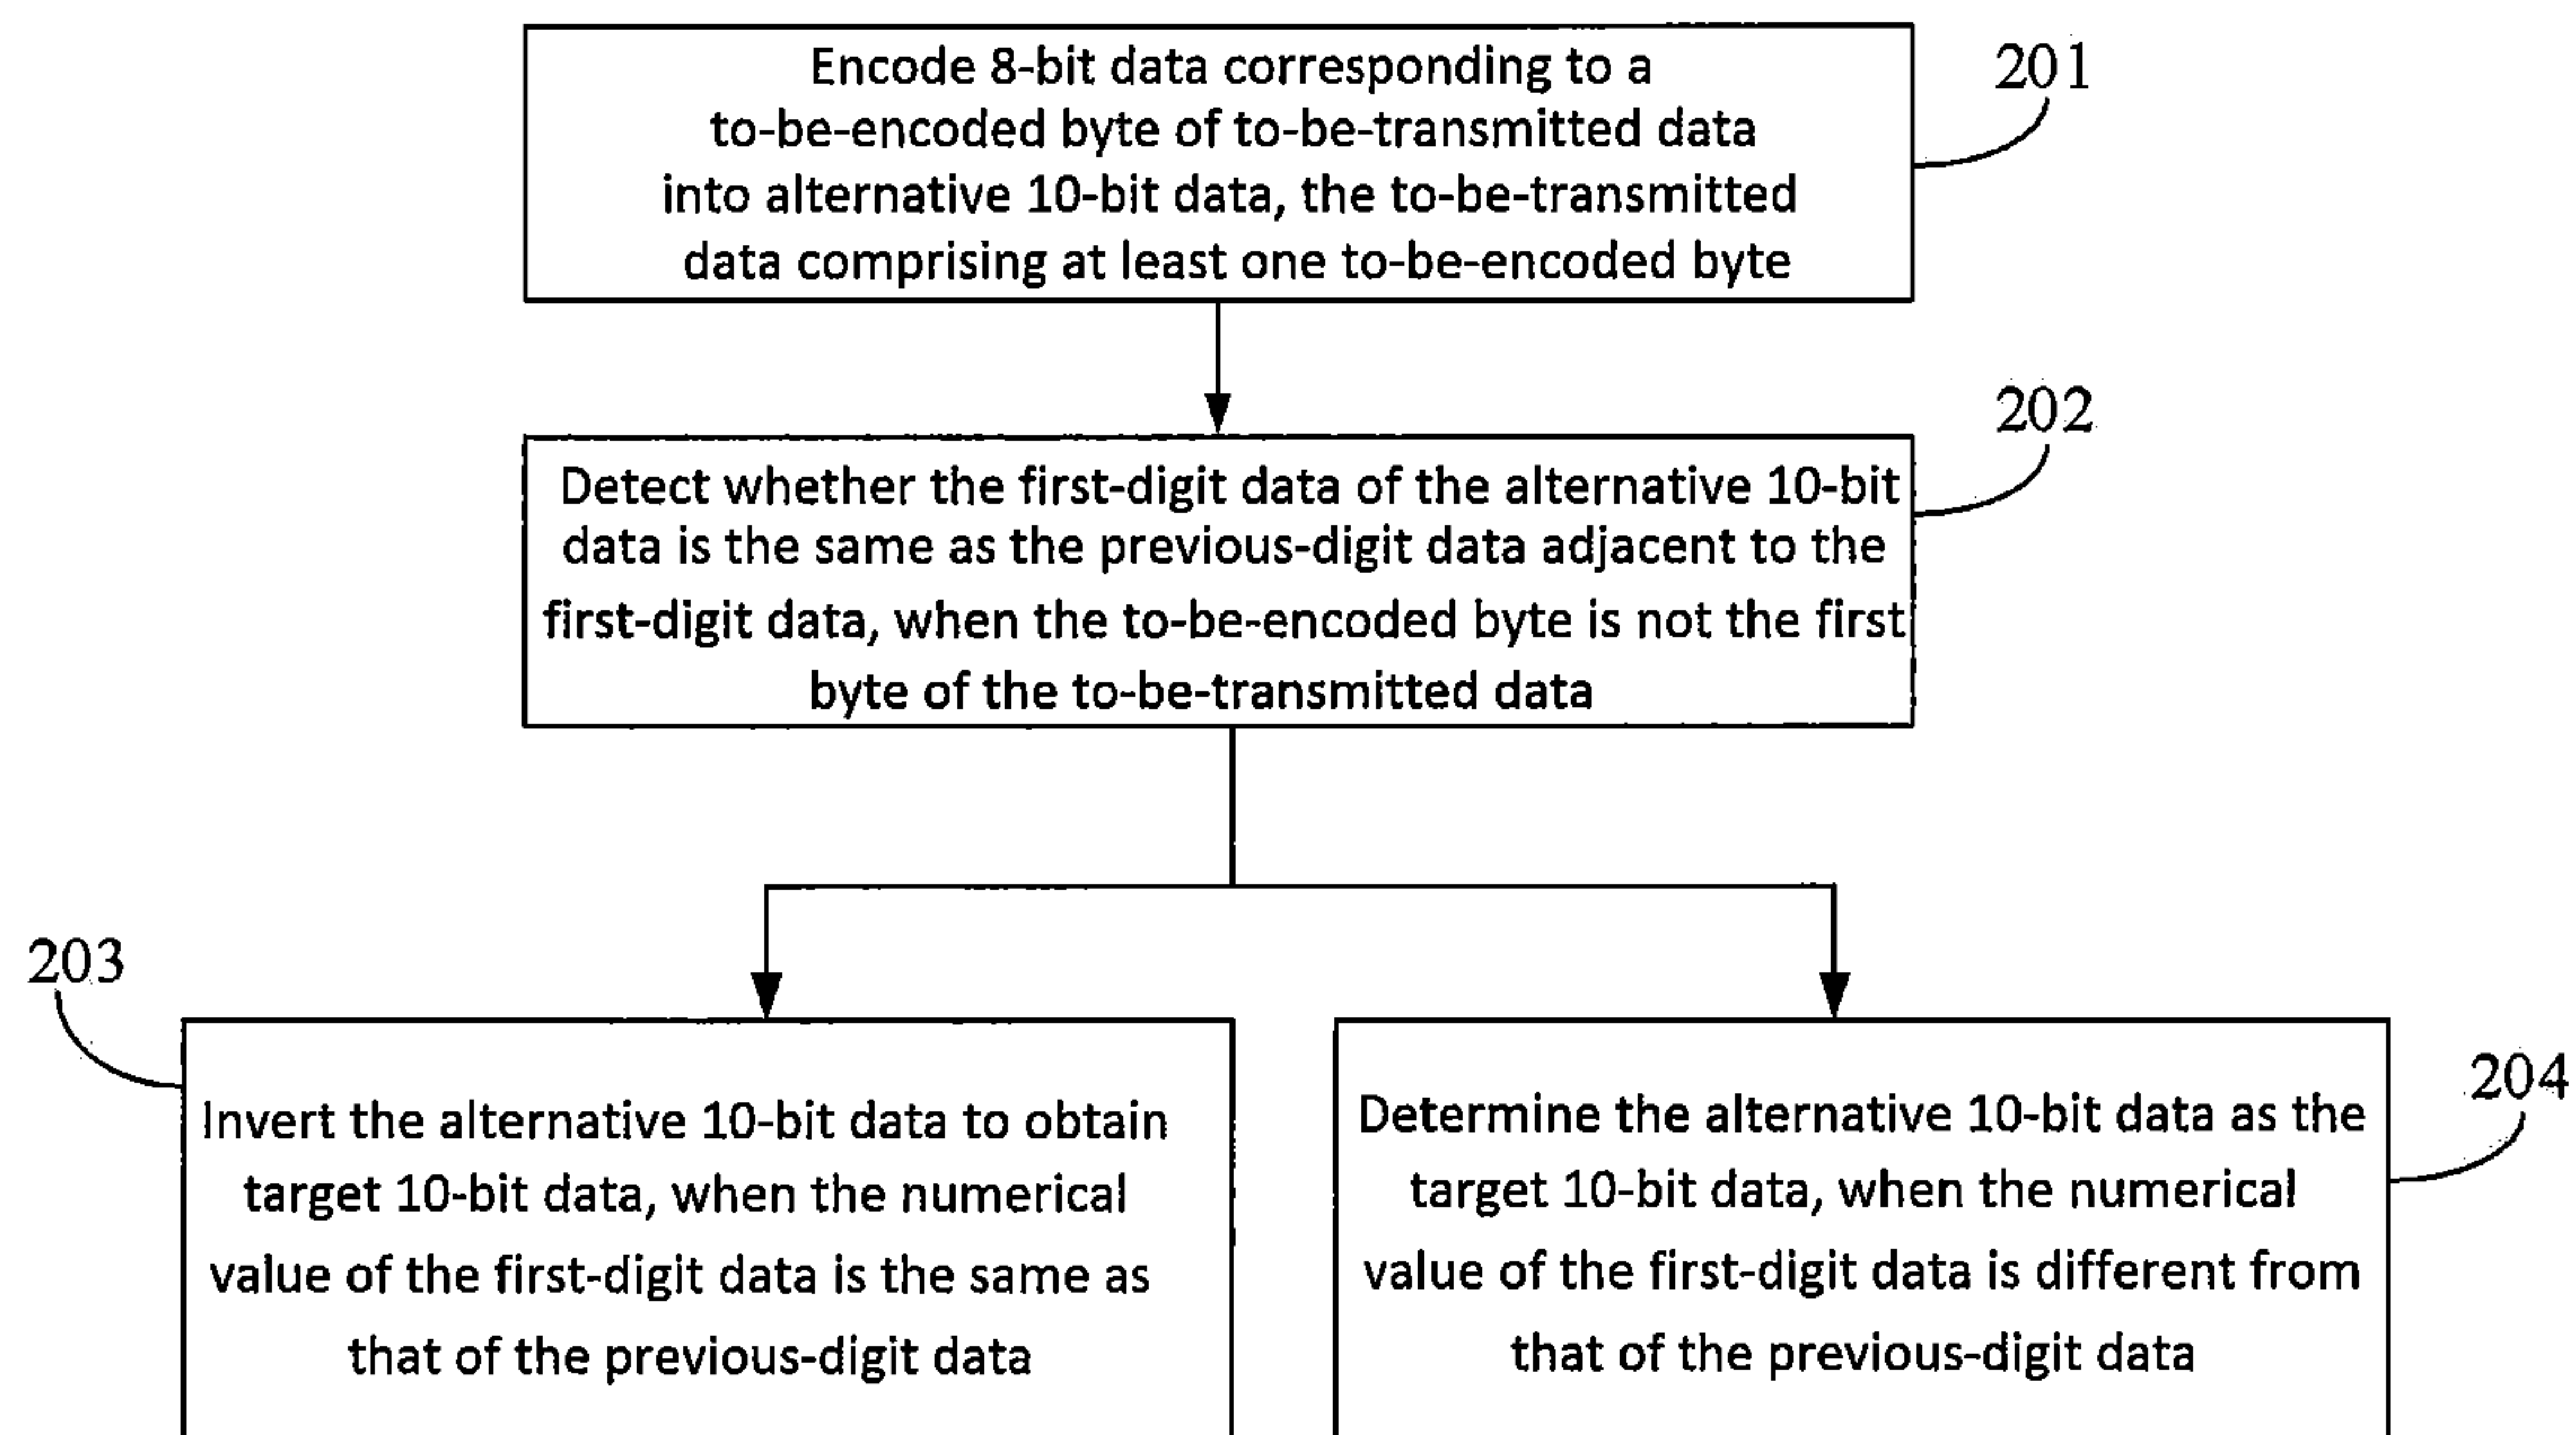 Encode 8-bit data corresponding to a
to-be-encoded byte of to-be-transmitted data
into alternative 10-bit data, the to-be-transmitted
data comprising at least one to-be-encoded byte
201
Detect whether the first-digit data of the alternative 10-bit
data is the same as the previous-digit data adjacent to the
first-digit data, when the to-be-encoded byte is not the first
byte of the to-be-transmitted data
202
203
Invert the alternative 10-bit data to obtain
target 10-bit data, when the numerical
value of the first-digit data is the same as
that of the previous-digit data
204
Determine the alternative 10-bit data as the
target 10-bit data, when the numerical
value of the first-digit data is different from
that of the previous-digit data